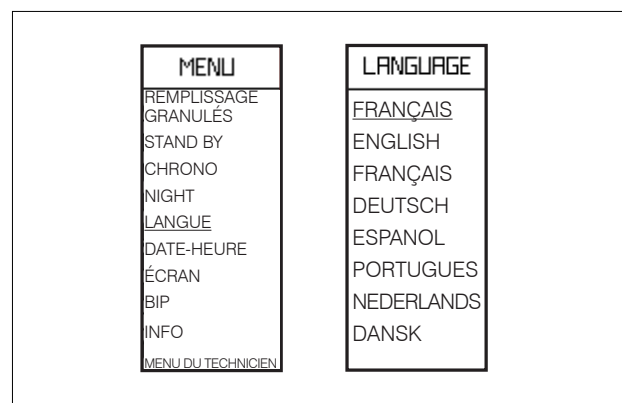 MENU
REMPLISSAGE
GRANULÉS
STAND BY
CHRONO
NIGHT
LANGUE
DATE-HEURE
ÉCRAN
BIP
INFO
MENU DU TECHNICIEN
LANGUAGE
FRANÇAIS
ENGLISH
FRANÇAIS
DEUTSCH
ESPANOL
PORTUGUES
NEDERLANDS
DANSK